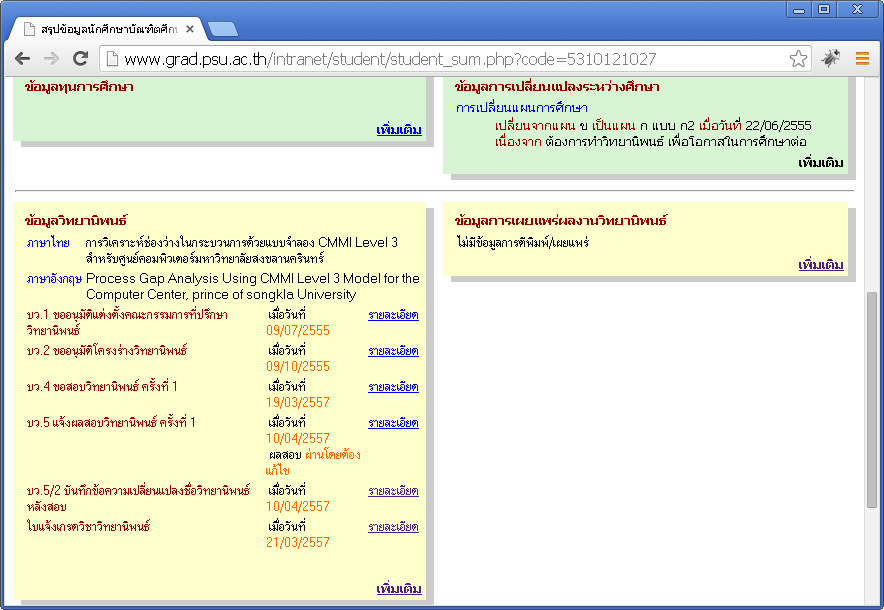 สรุปข้อมูลนักศึกษาบัณฑิตศึกษ
www.grad.psu.ac.th/intranet/student/student_sum.php?code=5310121027
ข้อมูลทุนการศึกษา
เพิ่มเติม
ข้อมูลการเปลี่ยนแปลงระหว่างศึกษา
การเปลี่ยนแผนการศึกษา
เปลี่ยนจากแผน ข เป็นแผน ก แบบ ก2 เมื่อวันที่ 22/06/2555
เนื่องจาก ต้องการทำวิทยานิพนธ์ เพื่อโอกาสในการศึกษาต่อ
เพิ่มเติม
ข้อมูลวิทยานิพนธ์
ภาษาไทย การวิเคราะห์ช่องว่างในกระบวนการด้วยแบบจำลอง CMMI Level 3
สำหรับศูนย์คอมพิวเตอร์มหาวิทยาลัยสงขลานครินทร์
ภาษาอังกฤษ Process Gap Analysis Using CMMI Level 3 Model for the
Computer Center, prince of songkla University
บว.1 ขออนุมัติแต่งตั้งคณะกรรมการที่ปรึกษา เมื่อวันที่ รายละเอียด
วิทยานิพนธ์ 09/07/2555
บว.2 ขออนุมัติโครงร่างวิทยานิพนธ์ เมื่อวันที่ รายละเอียด
09/10/2555
บว.4 ขอสอบวิทยานิพนธ์ ครั้งที่ 1 เมื่อวันที่ รายละเอียด
19/03/2557
บว.5 แจ้งผลสอบวิทยานิพนธ์ ครั้งที่ 1 เมื่อวันที่ รายละเอียด
10/04/2557
ผลสอบ ผ่านโดยต้อง
แก้ไข
บว.5/2 บันทึกข้อความเปลี่ยนแปลงชื่อวิทยานิพนธ์ เมื่อวันที่ รายละเอียด
หลังสอบ 10/04/2557
ใบแจ้งเกรดวิชาวิทยานิพนธ์ เมื่อวันที่ รายละเอียด
21/03/2557
เพิ่มเติม
ข้อมูลการเผยแพร่ผลงานวิทยานิพนธ์
ไม่มีข้อมูลการตีพิมพ์/เผยแพร่
เพิ่มเติม